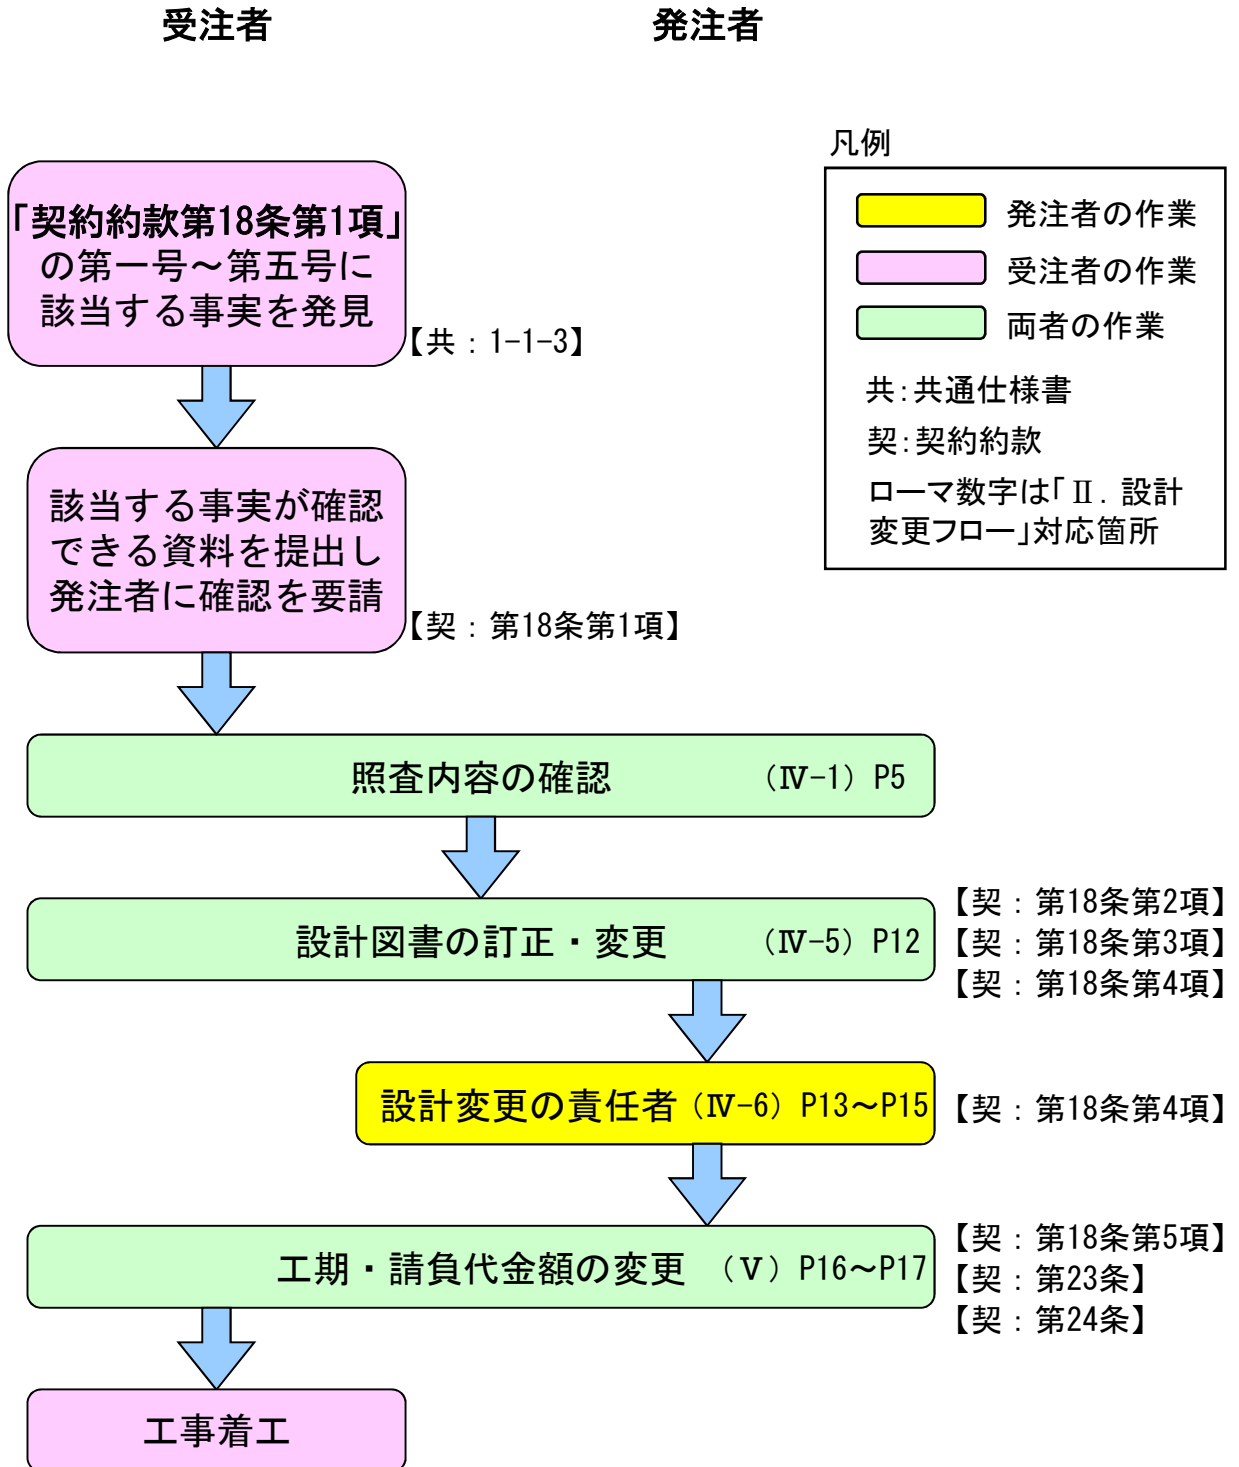 受注者
発注者
凡例
発注者の作業
受注者の作業
両者の作業
共：共通仕様書
契：契約約款
ローマ数字は「Ⅱ．設計
変更フロー」対応箇所
「契約約款第18条第1項」
の第一号～第五号に
該当する事実を発見
【共：1-1-3】
該当する事実が確認
できる資料を提出し
発注者に確認を要請
【契：第18条第1項】
照査内容の確認 （Ⅳ-1）P5
設計図書の訂正・変更 （Ⅳ-5）P12
【契：第18条第2項】
【契：第18条第3項】
【契：第18条第4項】
設計変更の責任者（Ⅳ-6）P13～P15
【契：第18条第4項】
工期・請負代金額の変更 （Ⅴ）P16～P17
【契：第18条第5項】
【契：第23条】
【契：第24条】
工事着工